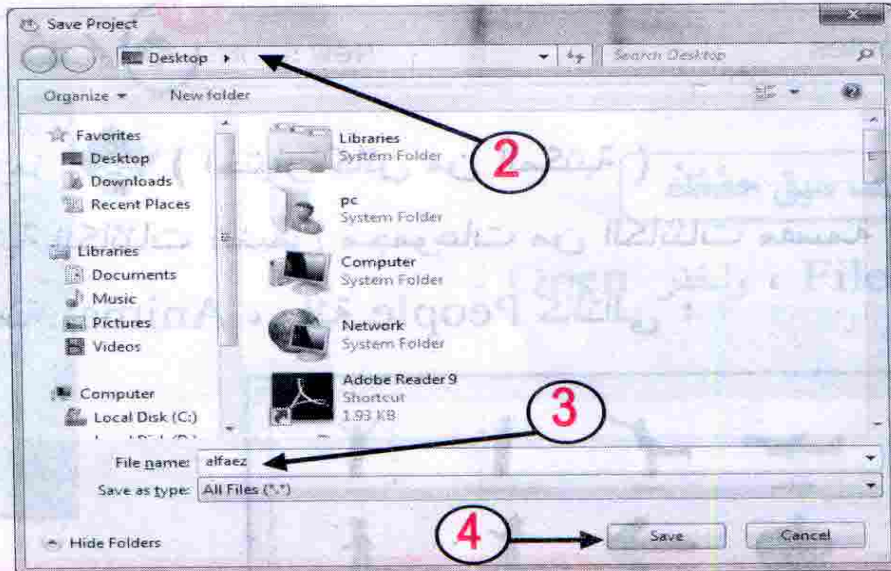 Save Project
Desktop
Search Desktop
Organize
New folder
Favorites
Desktop
Downloads
Recent Places
Libraries
Documents
Music
Pictures
Videos
Computer
Local Disk (C:)
Libraries
System Folder
pc
System Folder
Computer
System Folder
Network
System Folder
Adobe Reader 9
Shortcut
1.93 KB
2
3
File name: alfaez
Save as type: All Files (*.*)
4
Hide Folders
Save
Cancel